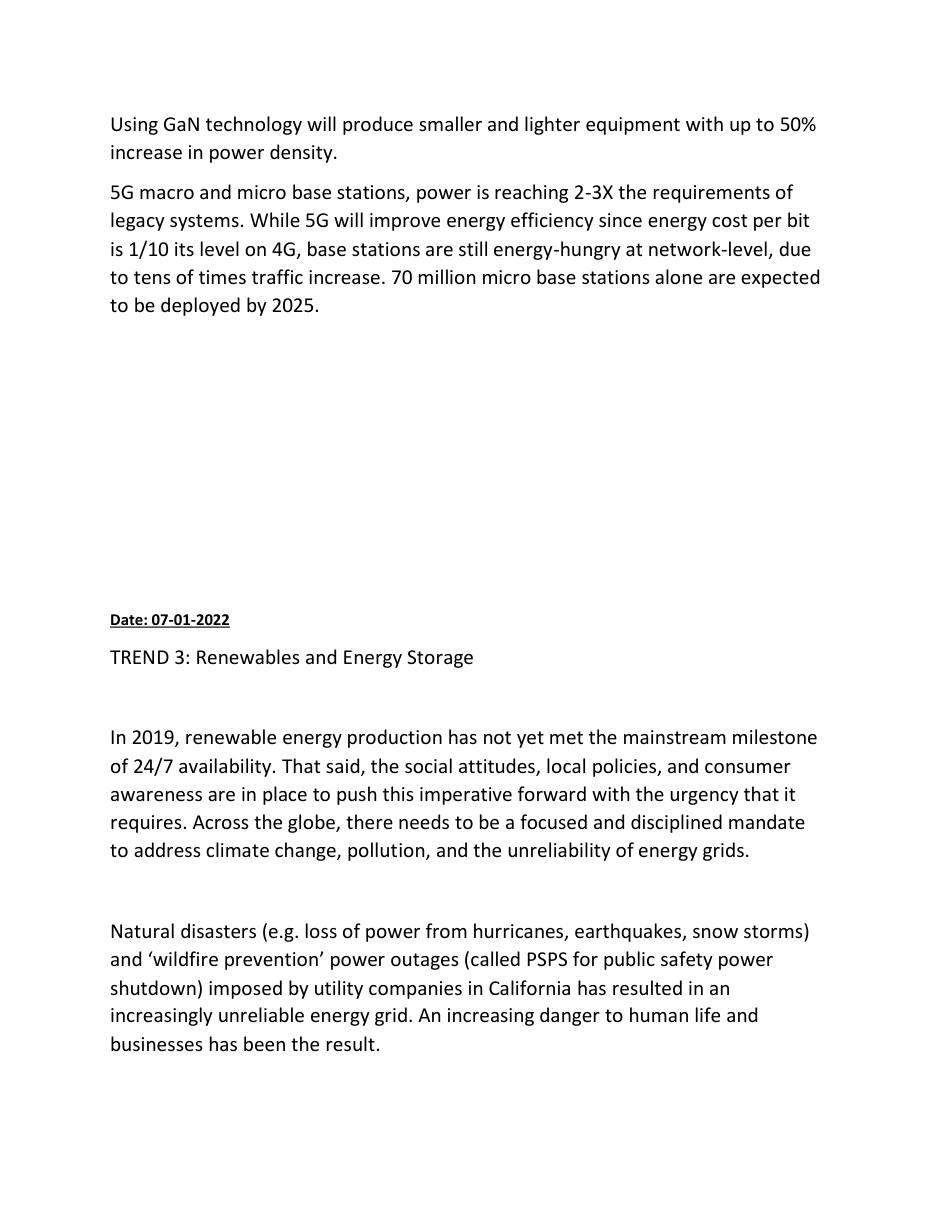 Using GaN technology will produce smaller and lighter equipment with up to 50%
increase in power density.
5G macro and micro base stations, power is reaching 2-3X the requirements of
legacy systems. While 5G will improve energy efficiency since energy cost per bit
is 1/10 its level on 4G, base stations are still energy-hungry at network-level, due
to tens of times traffic increase. 70 million micro base stations alone are expected
to be deployed by 2025.
Date: 07-01-2022
TREND 3: Renewables and Energy Storage
In 2019, renewable energy production has not yet met the mainstream milestone
of 24/7 availability. That said, the social attitudes, local policies, and consumer
awareness are in place to push this imperative forward with the urgency that it
requires. Across the globe, there needs to be a focused and disciplined mandate
to address climate change, pollution, and the unreliability of energy grids.
Natural disasters (e.g. loss of power from hurricanes, earthquakes, snow storms)
and ‘wildfire prevention’ power outages (called PSPS for public safety power
shutdown) imposed by utility companies in California has resulted in an
increasingly unreliable energy grid. An increasing danger to human life and
businesses has been the result.